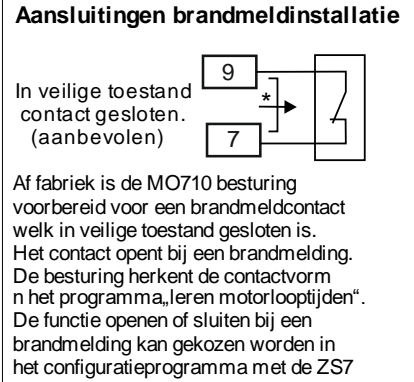 Aansluitingen brandmeldinstallatie
9
In veilige toestand
contact gesloten.
(aanbevolen)
*
7
Af fabriek is de MO710 besturing
voorbereid voor een brandmeldcontact
welk in veilige toestand gesloten is.
Het contact opent bij een brandmelding.
De besturing herkent de contactvorm
n het programma„leren motorlooptijden“.
De functie openen of sluiten bij een
brandmelding kan gekozen worden in
het configuratieprogramma met de ZS7